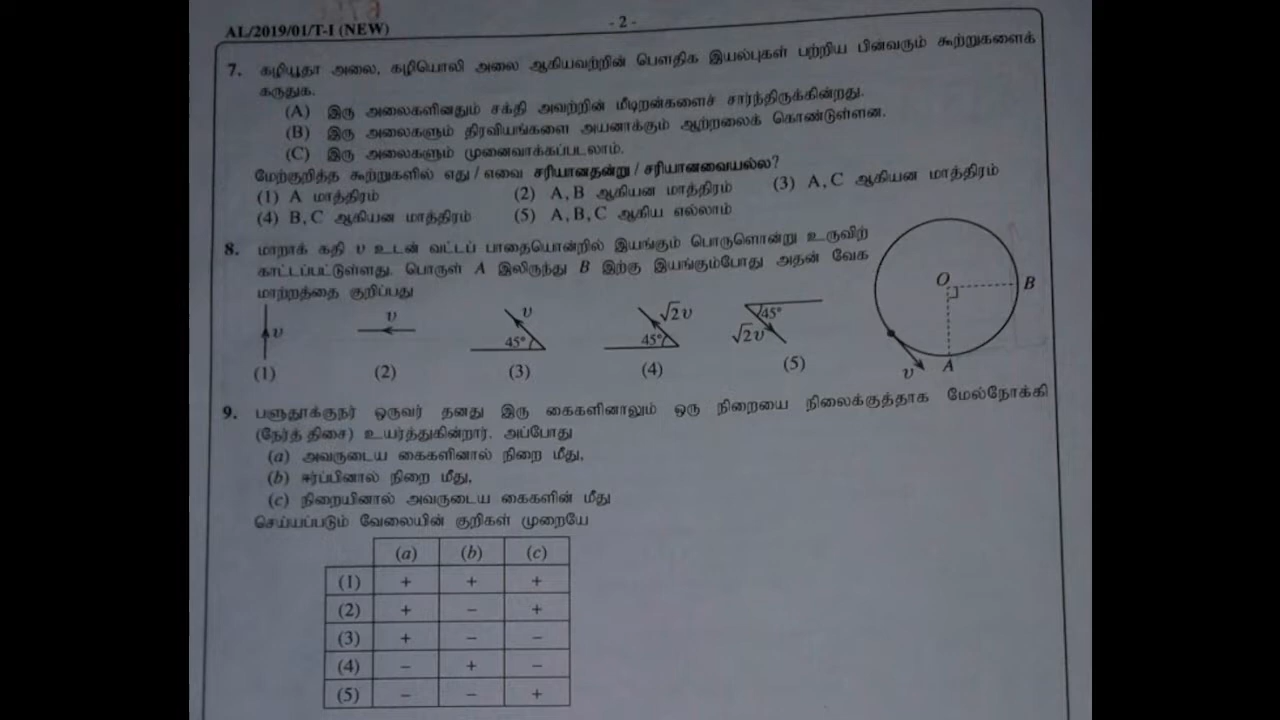 AL/2019/01/T-I (NEW)
- 2 -
7. கழியூதா அலை, கழியொலி அலை ஆகியவற்றின் பௌதிக இயல்புகள் பற்றிய பின்வரும் கூற்றுகளைக்
கருதுக.
(A) இரு அலைகளினதும் சக்தி அவற்றின் மீடிறன்களைச் சார்ந்திருக்கின்றது.
(B) இரு அலைகளும் திரவியங்களை அயனாக்கும் ஆற்றலைக் கொண்டுள்ளன.
(C) இரு அலைகளும் முனைவாக்கப்படலாம்.
மேற்குறித்த கூற்றுகளில் எது / எவை சரியானதன்று / சரியானவையல்ல?
(1) A மாத்திரம் (2) A, B ஆகியன மாத்திரம் (3) A, C ஆகியன மாத்திரம்
(4) B, C ஆகியன மாத்திரம் (5) A, B, C ஆகிய எல்லாம்
8. மாறாக் கதி υ உடன் வட்டப் பாதையொன்றில் இயங்கும் பொருளொன்று உருவிற்
காட்டப்பட்டுள்ளது. பொருள் A இலிருந்து B இற்கு இயங்கும்போது அதன் வேக
மாற்றத்தை குறிப்பது
υ υ υ 45° √2υ 45° 45° √2υ
(1) (2) (3) (4) (5)
O B
A υ
9. பளுதூக்குநர் ஒருவர் தனது இரு கைகளினாலும் ஒரு நிறையை நிலைக்குத்தாக மேல்நோக்கி
(நேர்த் திசை) உயர்த்துகின்றார். அப்போது
(a) அவருடைய கைகளினால் நிறை மீது,
(b) ஈர்ப்பினால் நிறை மீது,
(c) நிறையினால் அவருடைய கைகளின் மீது
செய்யப்படும் வேலையின் குறிகள் முறையே
(a) (b) (c)
(1) + + +
(2) + − +
(3) + − −
(4) − + −
(5) − − +